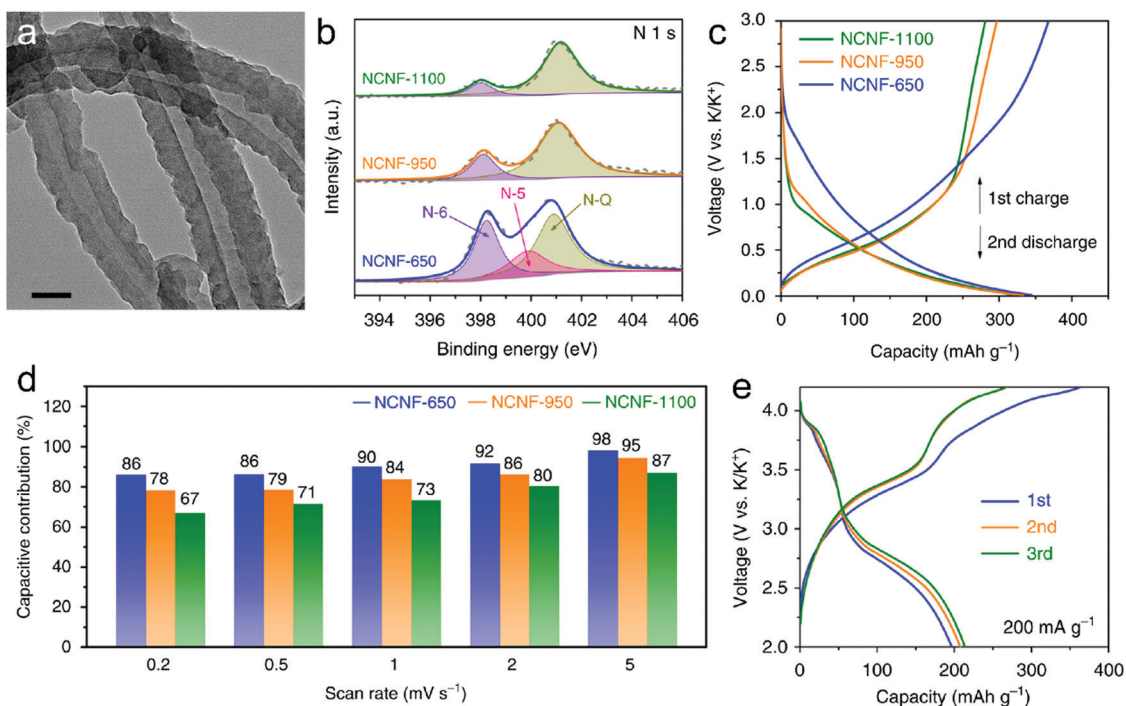 a
b
N 1 s
NCNF-1100
NCNF-950
N-6
N-5
N-Q
NCNF-650
Intensity (a.u.)
394 396 398 400 402 404 406
Binding energy (eV)
c
NCNF-1100
NCNF-950
NCNF-650
1st charge
2nd discharge
Voltage (V vs. K/K⁺)
3.0
2.5
2.0
1.5
1.0
0.5
0.0
0 100 200 300 400
Capacity (mAh g⁻¹)
d
NCNF-650 NCNF-950 NCNF-1100
Capacitive contribution (%)
120
100
80
60
40
20
0
86 78 67
86 79 71
90 84 73
92 86 80
98 95 87
0.2 0.5 1 2 5
Scan rate (mV s⁻¹)
e
1st
2nd
3rd
200 mA g⁻¹
Voltage (V vs. K/K⁺)
4.0
3.5
3.0
2.5
2.0
0 100 200 300 400
Capacity (mAh g⁻¹)